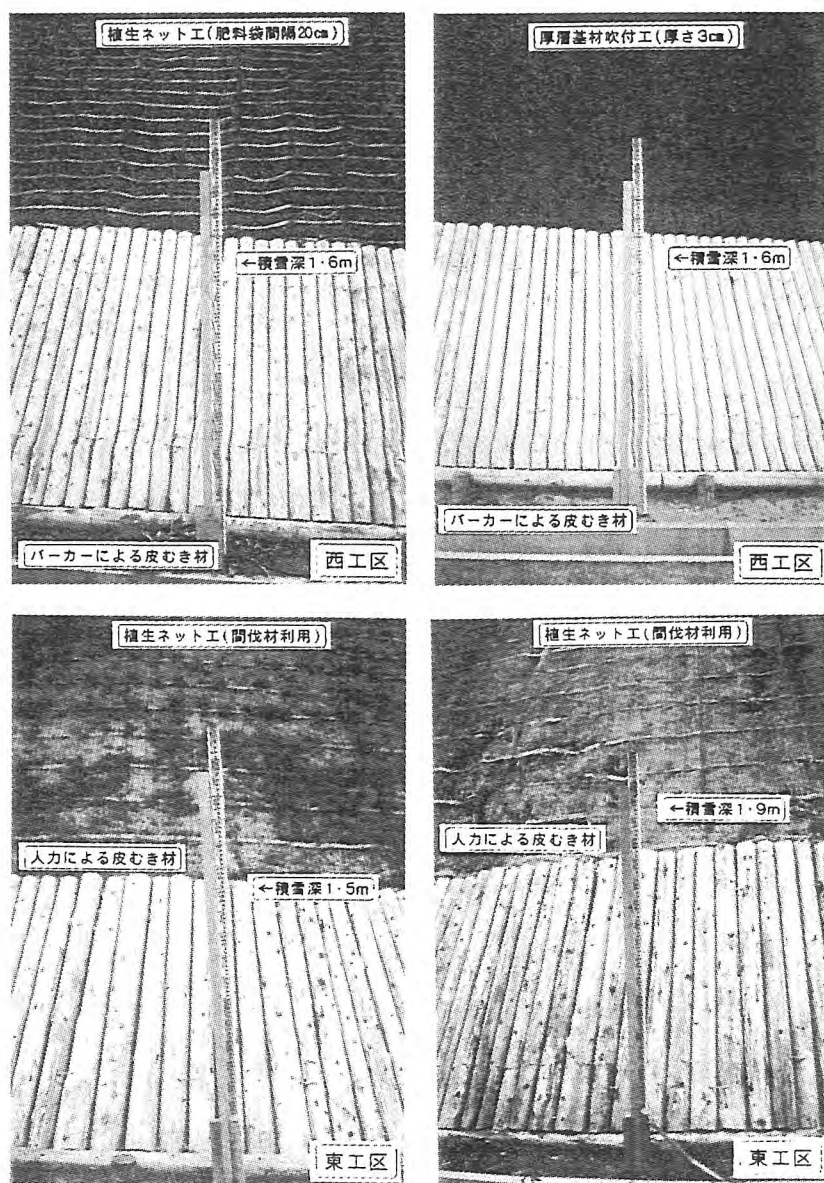 植生ネット工(肥料袋間隔20㎝)
←積雪深1・6m
バーカーによる皮むき材
西工区
厚層基材吹付工(厚さ3㎝)
←積雪深1・6m
バーカーによる皮むき材
西工区
植生ネット工(間伐材利用)
人力による皮むき材
←積雪深1・5m
東工区
植生ネット工(間伐材利用)
←積雪深1・9m
人力による皮むき材
東工区